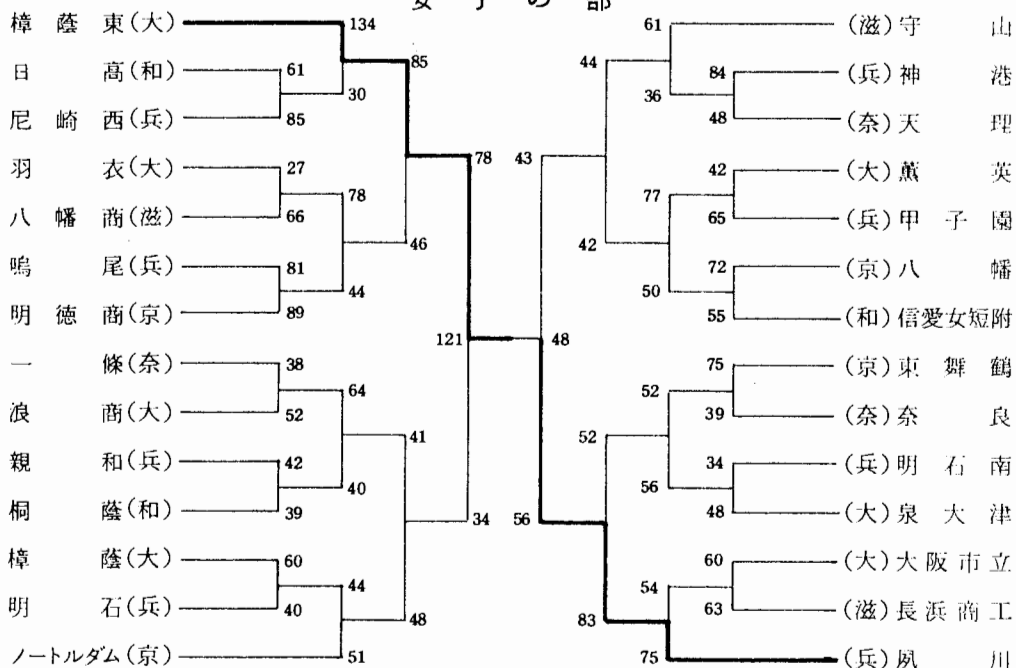 女子の部
樟蔭東(大) 134 61 (滋)守山
85 44
日高(和) 61 84 (兵)神港
30 36
尼崎西(兵) 85 48 (奈)天理
78 43
羽衣(大) 27 42 (大)薫英
78 77
八幡商(滋) 66 65 (兵)甲子園
46 42
鳴尾(兵) 81 72 (京)八幡
44 50
明徳商(京) 89 55 (和)信愛女短附
121 48
一條(奈) 38 75 (京)東舞鶴
64 52
浪商(大) 52 39 (奈)奈良
41 52
親和(兵) 42 34 (兵)明石南
40 56
桐蔭(和) 39 48 (大)泉大津
34 56
樟蔭(大) 60 60 (大)大阪市立
44 54
明石(兵) 40 63 (滋)長浜商工
48 83
ノートルダム(京) 51 75 (兵)夙川